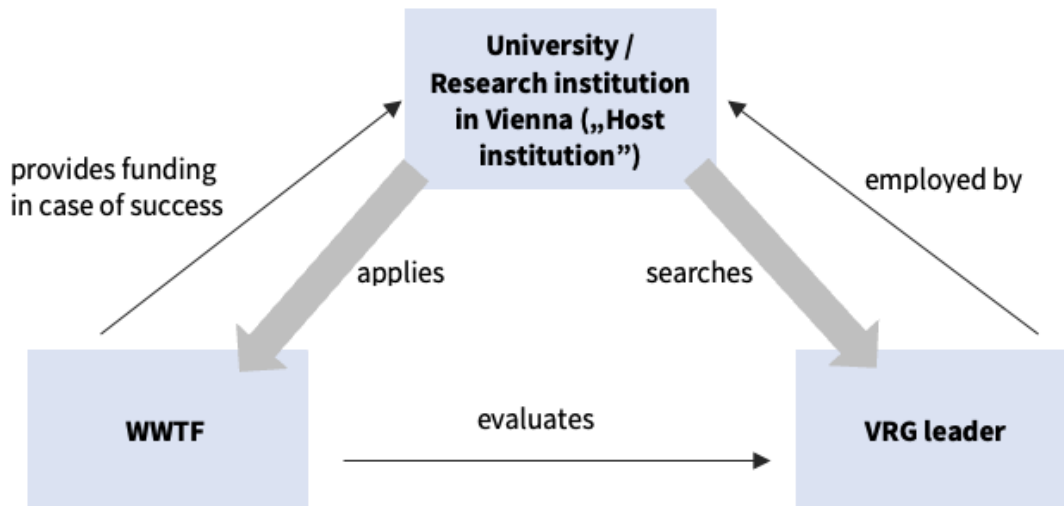 University /
Research institution
in Vienna („Host
institution”)
provides funding
in case of success
employed by
applies
searches
WWTF
evaluates
VRG leader